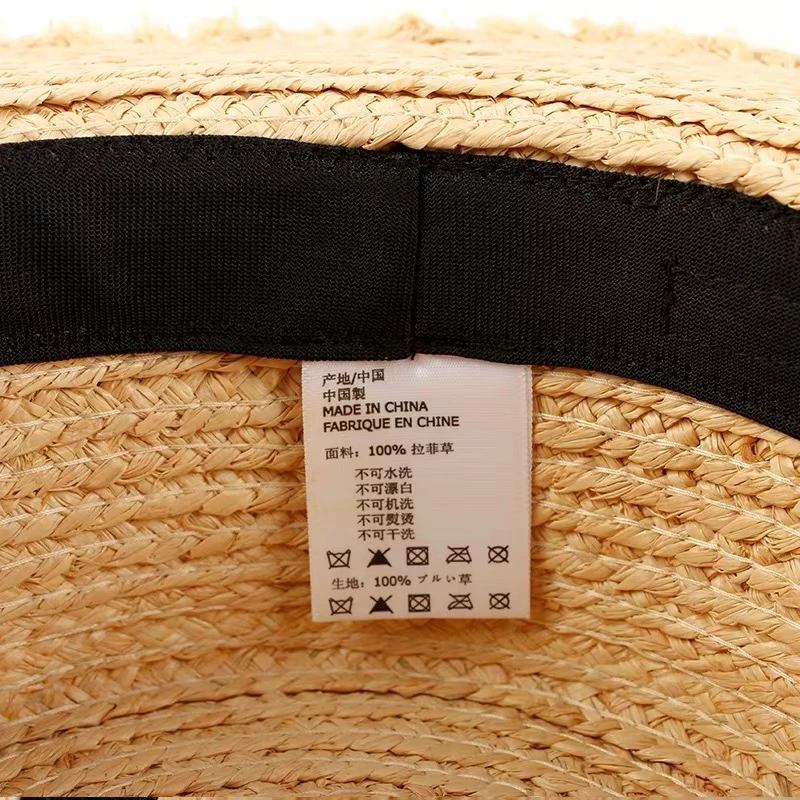 产地/中国
中国製
MADE IN CHINA
FABRIQUE EN CHINE
面料：100% 拉菲草
不可水洗
不可漂白
不可机洗
不可熨烫
不可干洗
生地：100% プルい草